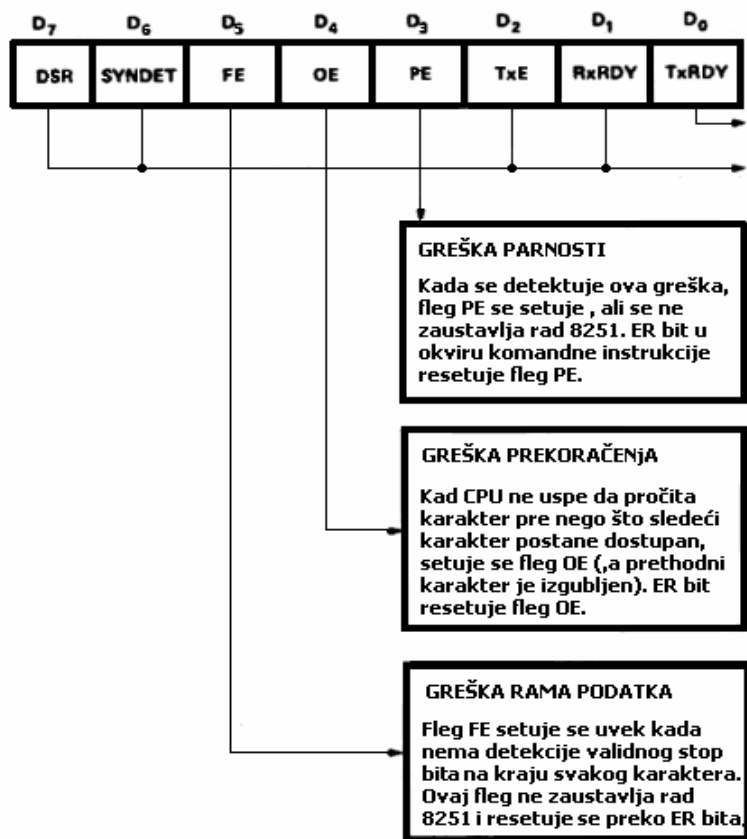 D7 D6 D5 D4 D3 D2 D1 D0
DSR SYNDET FE OE PE TxE RxRDY TxRDY
GREŠKA PARNOSTI
Kada se detektuje ova greška,
fleg PE se setuje , ali se ne
zaustavlja rad 8251. ER bit u
okviru komandne instrukcije
resetuje fleg PE.
GREŠKA PREKORAČENjA
Kad CPU ne uspe da pročita
karakter pre nego što sledeći
karakter postane dostupan,
setuje se fleg OE (,a prethodni
karakter je izgubljen). ER bit
resetuje fleg OE.
GREŠKA RAMA PODATKA
Fleg FE setuje se uvek kada
nema detekcije validnog stop
bita na kraju svakog karaktera.
Ovaj fleg ne zaustavlja rad
8251 i resetuje se preko ER bita.